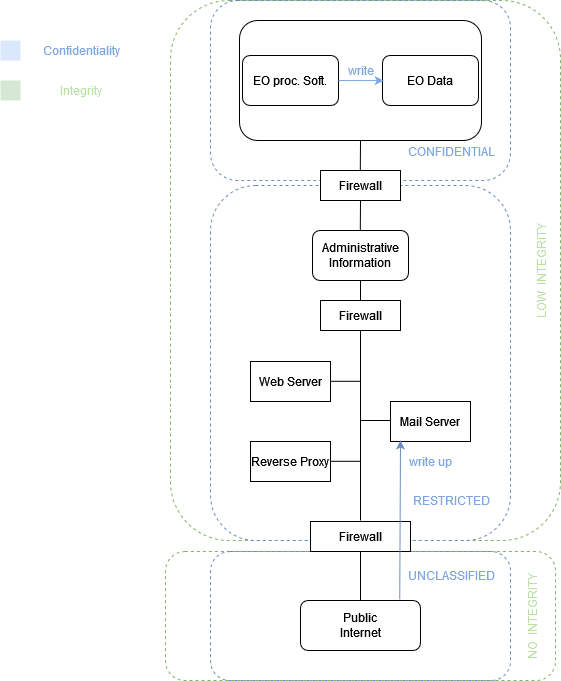 Confidentiality
Integrity
EO proc. Soft.
write
EO Data
CONFIDENTIAL
Firewall
Administrative
Information
LOW INTEGRITY
Firewall
Web Server
Mail Server
Reverse Proxy
write up
RESTRICTED
Firewall
UNCLASSIFIED
NO INTEGRITY
Public
Internet